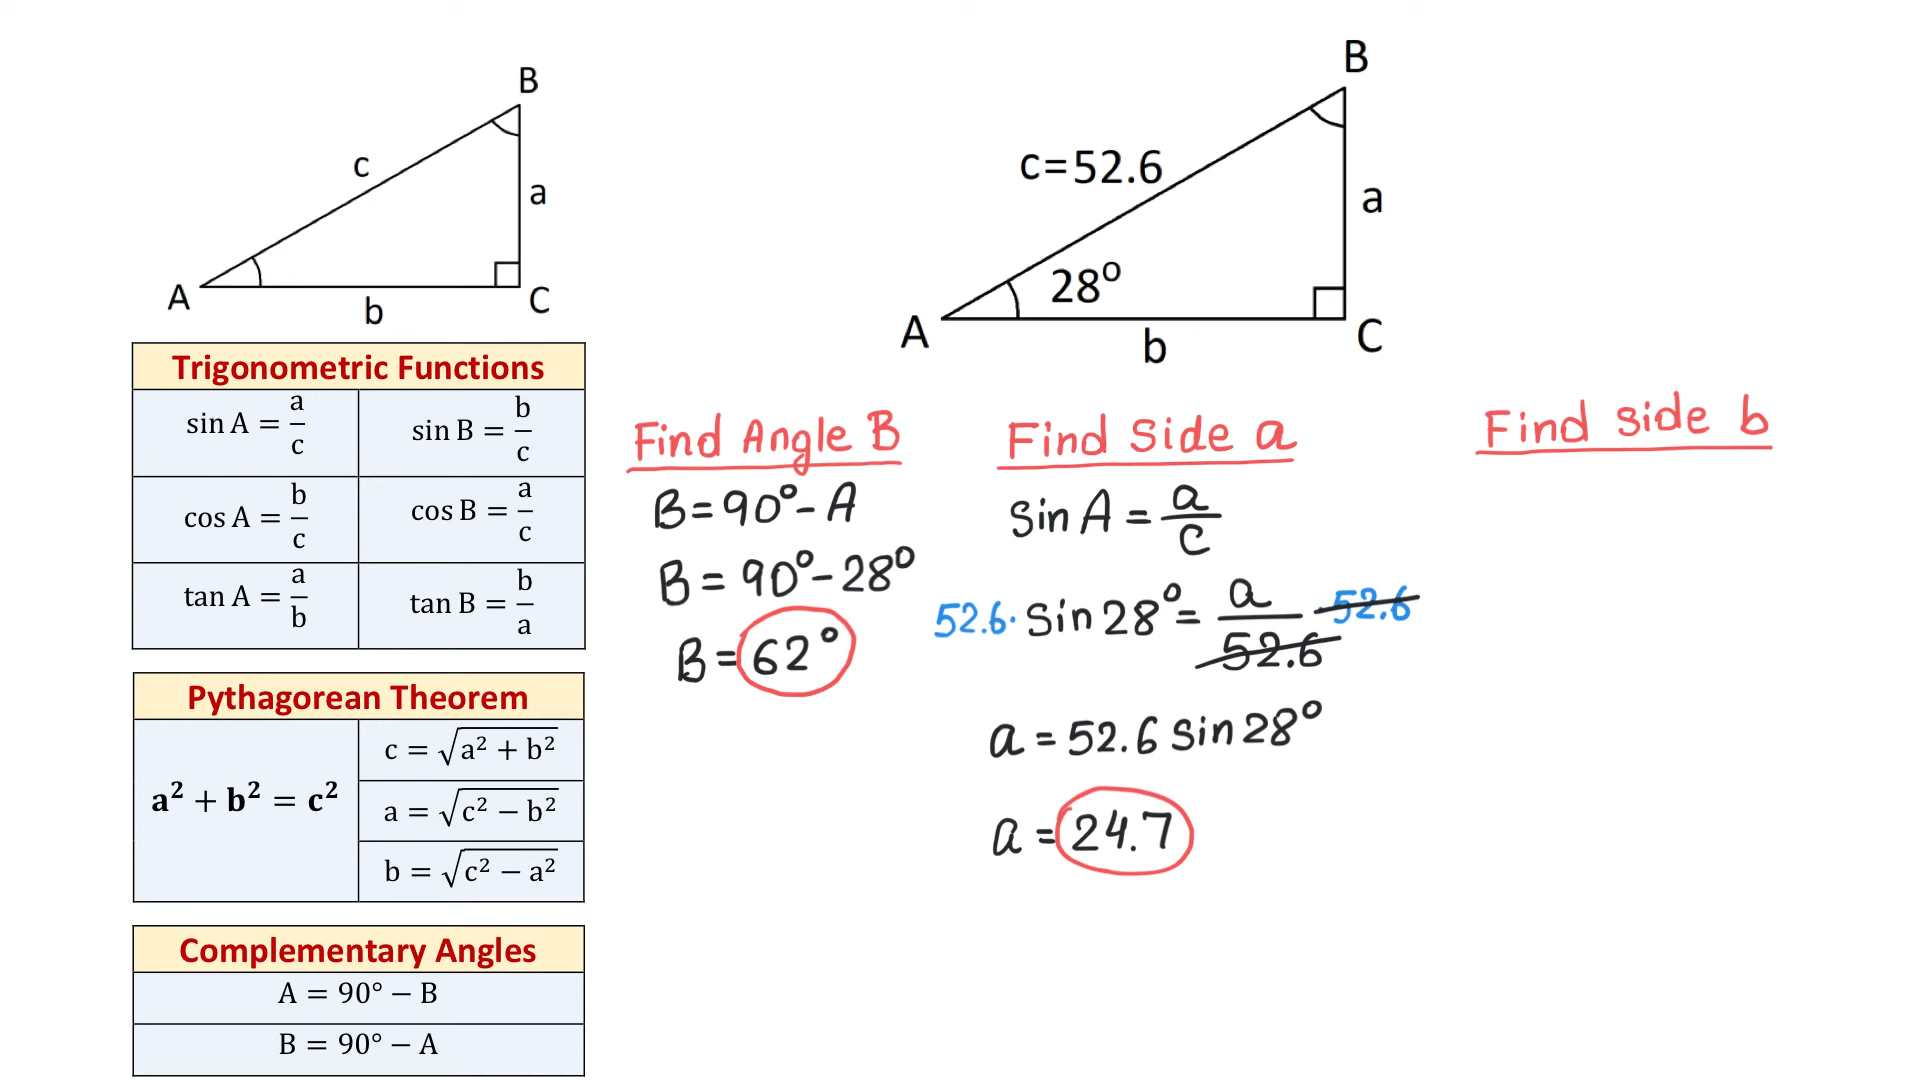 B
c
a
A
b
C
Trigonometric Functions
sin A = a/c
sin B = b/c
cos A = b/c
cos B = a/c
tan A = a/b
tan B = b/a
Pythagorean Theorem
a² + b² = c²
c = √(a² + b²)
a = √(c² − b²)
b = √(c² − a²)
Complementary Angles
A = 90° − B
B = 90° − A
B
c=52.6
a
28°
A
b
C
Find Angle B
B = 90° - A
B = 90° - 28°
B = 62°
Find Side a
sin A = a/c
52.6 · sin 28° = a/52.6 · 52.6
a = 52.6 sin 28°
a = 24.7
Find side b